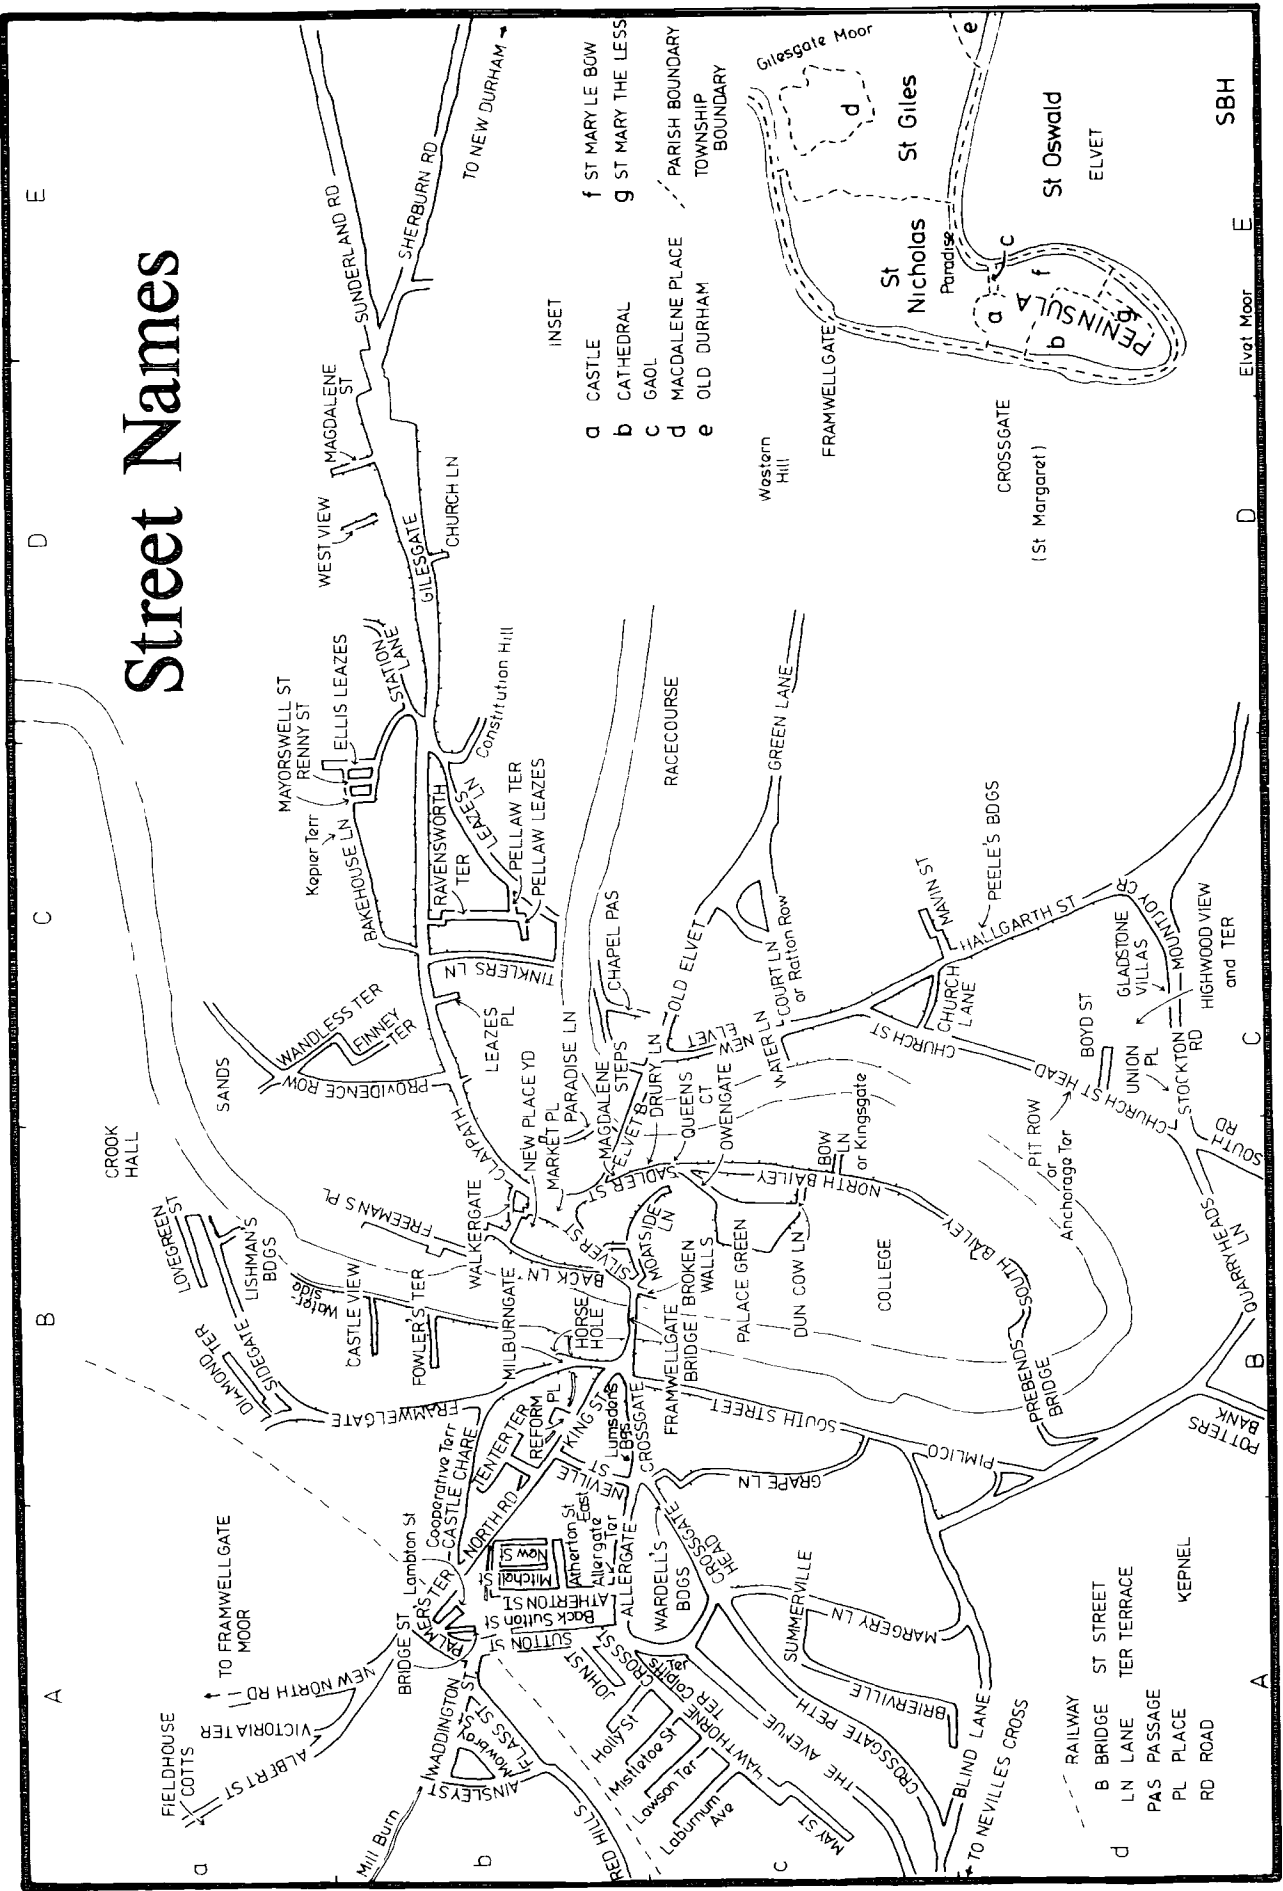 Street Names
A
B
C
D
E
a
b
c
d
A
B
C
D
E
FIELDHOUSE
COTTS
ALBERT ST
VICTORIA TER
NEW NORTH RD
TO FRAMWELLGATE
MOOR
BRIDGE ST
Lambton St
PALMERSTER
Cooperative Terr
CASTLE CHARE
NORTH RD
TENTER TER
REFORM
PL
KING ST
Lumsdens
Bgs
NEVILLE
ST
WADDINGTON
ST
Mowbray St
FLASS ST
AINSLEY ST
Mill Burn
RED HILLS
SUTTON ST
Back Sutton St
ATHERTON ST
Mitchel St
New St
Atherton St
East
Allergate
Ter
ALLERGATE
CROSS ST
JOHN ST
Holly St
Mistletoe St
Lawson Ter
Laburnum
Ave
HAWTHORNE TER
Colpitts
Ter
MAY ST
THE AVENUE
CROSSGATE PETH
WARDELL'S
BDGS
CROSSGATE
HEAD
CROSSGATE
SUMMERVILLE
BRIERVILLE
MARGERY LN
BLIND LANE
TO NEVILLES CROSS
GRAPE LN
SOUTH STREET
PIMLICO
POTTERS
BANK
QUARRYHEADS
LN
PREBENDS
BRIDGE
LOVEGREEN
ST
LISHMAN'S
BDGS
DIAMOND TER
SIDEGATE
FRAMWELGATE
Water-
side
CASTLE VIEW
FOWLER'S TER
MILBURNGATE
HORSE
HOLE
FRAMWELLGATE
BRIDGE
BROKEN
WALLS
CROOK
HALL
SANDS
FREEMANS PL
WALKERGATE
BACK LN
SILVER ST
MOATSIDE
LN
PALACE GREEN
DUN COW LN
COLLEGE
SOUTH BAILEY
SOUTH BAILEY
NORTH BAILEY
BOW
LN
or Kingsgate
OWENGATE
QUEENS
CT
DRURY LN
SADLER ST
ELVET B
MAGDALENE
STEPS
PARADISE LN
MARKET PL
NEW PLACE YD
CLAYPATH
PROVIDENCE ROW
WANDLESS TER
FINNEY
TER
LEAZES
PL
TINKLERS LN
RAVENSWORTH
TER
LEAZES LN
PELLAW TER
PELLAW LEAZES
Constitution Hill
BAKEHOUSE LN
Kepier Terr
MAYORSWELL ST
RENNY ST
ELLIS LEAZES
STATION
LANE
GILESGATE
CHURCH LN
WEST VIEW
MAGDALENE
ST
SUNDERLAND RD
SHERBURN RD
TO NEW DURHAM
CHAPEL PAS
OLD ELVET
NEW
ELVET
WATER LN
COURT LN
or Ratton Row
RACECOURSE
GREEN LANE
CHURCH ST
CHURCH
LANE
MAVIN ST
HALLGARTH ST
PEELE'S BDGS
CHURCH ST HEAD
PIT ROW
or
Anchorage Ter
BOYD ST
UNION
PL
GLADSTONE
VILLAS
MOUNTJOY CR
HIGHWOOD VIEW
and TER
STOCKTON
RD
CHURCH ST
SOUTH
RD
RAILWAY
B BRIDGE ST STREET
LN LANE TER TERRACE
PAS PASSAGE
PL PLACE
RD ROAD
KEPNEL
INSET
a CASTLE
b CATHEDRAL
c GAOL
d MACDALENE PLACE
e OLD DURHAM
f ST MARY LE BOW
g ST MARY THE LESS
PARISH BOUNDARY
TOWNSHIP
BOUNDARY
Gilesgate Moor
d
e
St Giles
St
Nicholas
Paradise
St Oswald
ELVET
FRAMWELLGATE
Western
Hill
CROSSGATE
(St Margaret)
PENINSULA
a
b
c
f
g
Elvet Moor
SBH